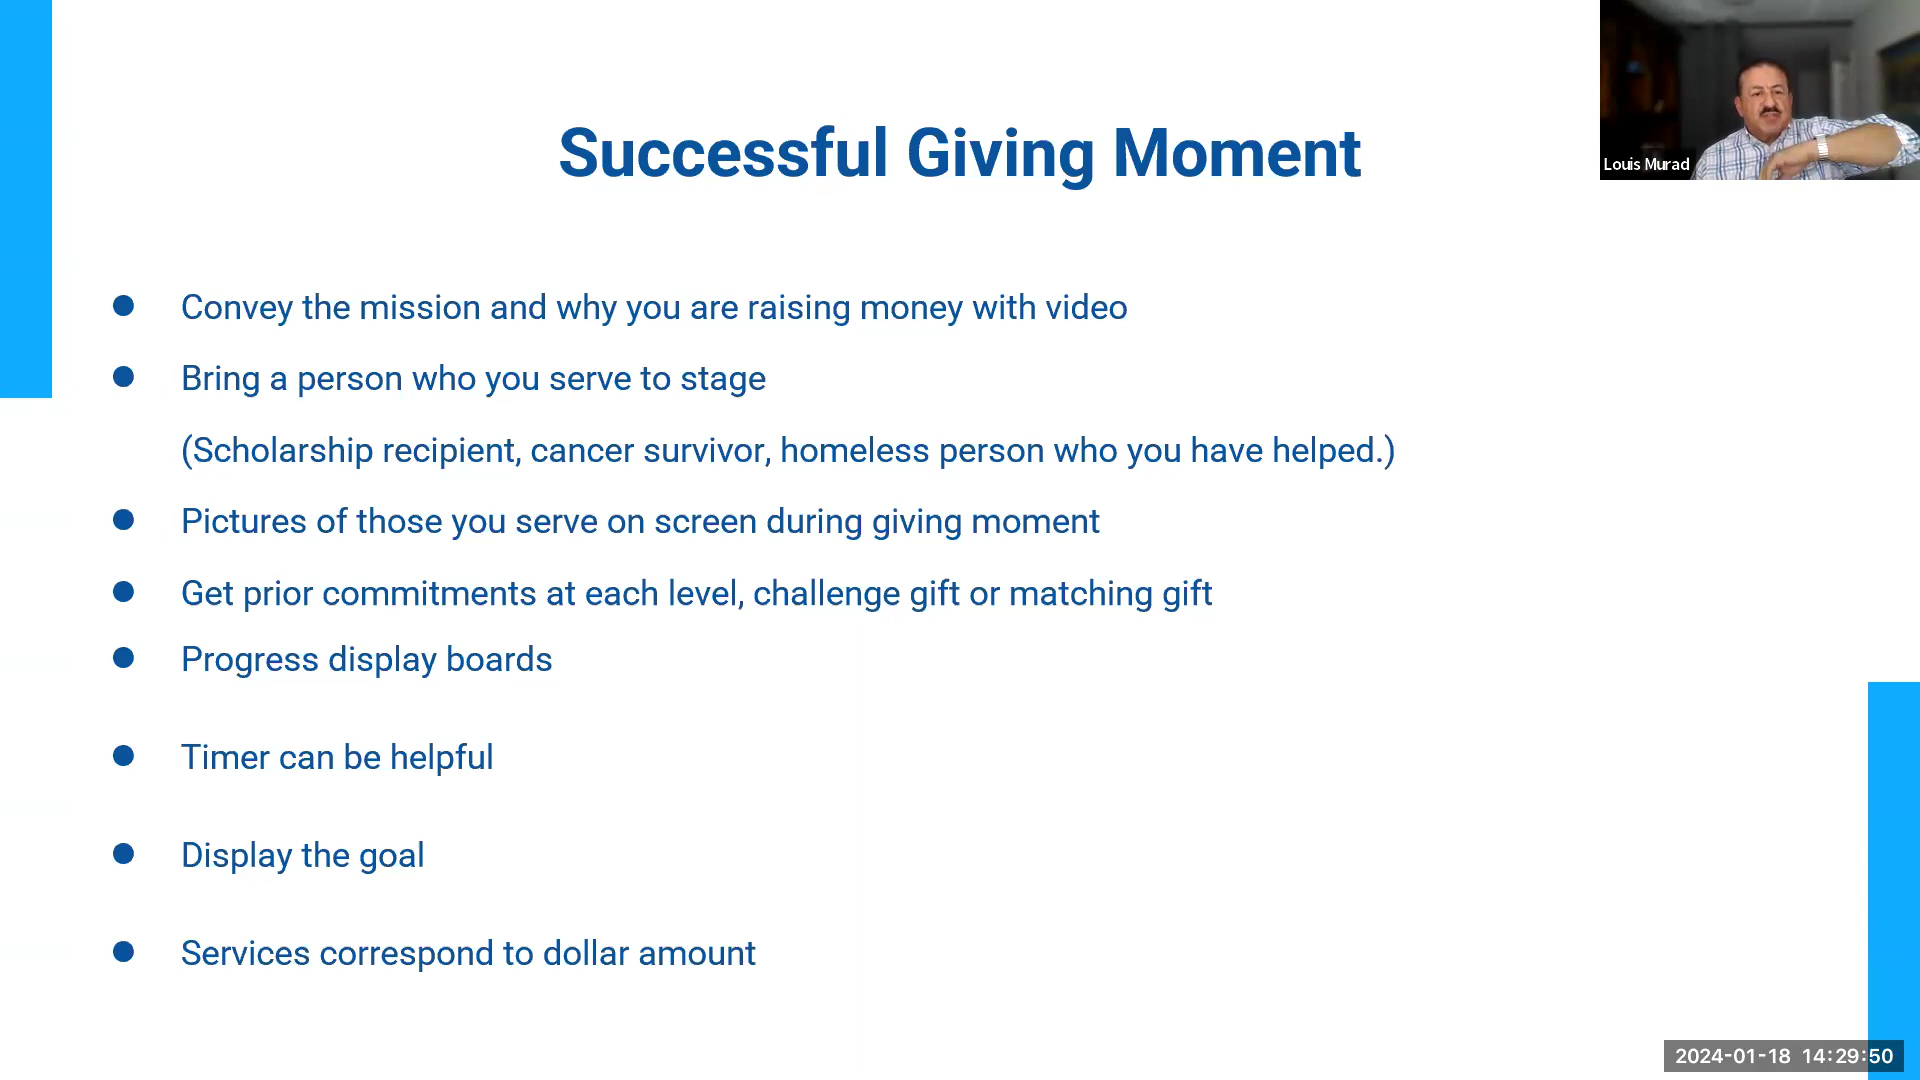 Successful Giving Moment
Louis Murad
● Convey the mission and why you are raising money with video
● Bring a person who you serve to stage
(Scholarship recipient, cancer survivor, homeless person who you have helped.)
● Pictures of those you serve on screen during giving moment
● Get prior commitments at each level, challenge gift or matching gift
● Progress display boards
● Timer can be helpful
● Display the goal
● Services correspond to dollar amount
2024-01-18 14:29:50